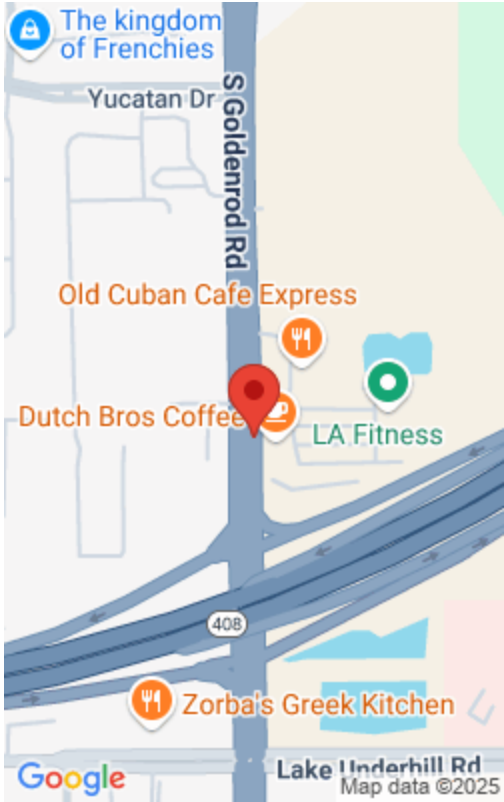 The kingdom
of Frenchies
Yucatan Dr
S Goldenrod Rd
Old Cuban Cafe Express
Dutch Bros Coffee
LA Fitness
408
Zorba's Greek Kitchen
Lake Underhill Rd
Google
Map data ©2025